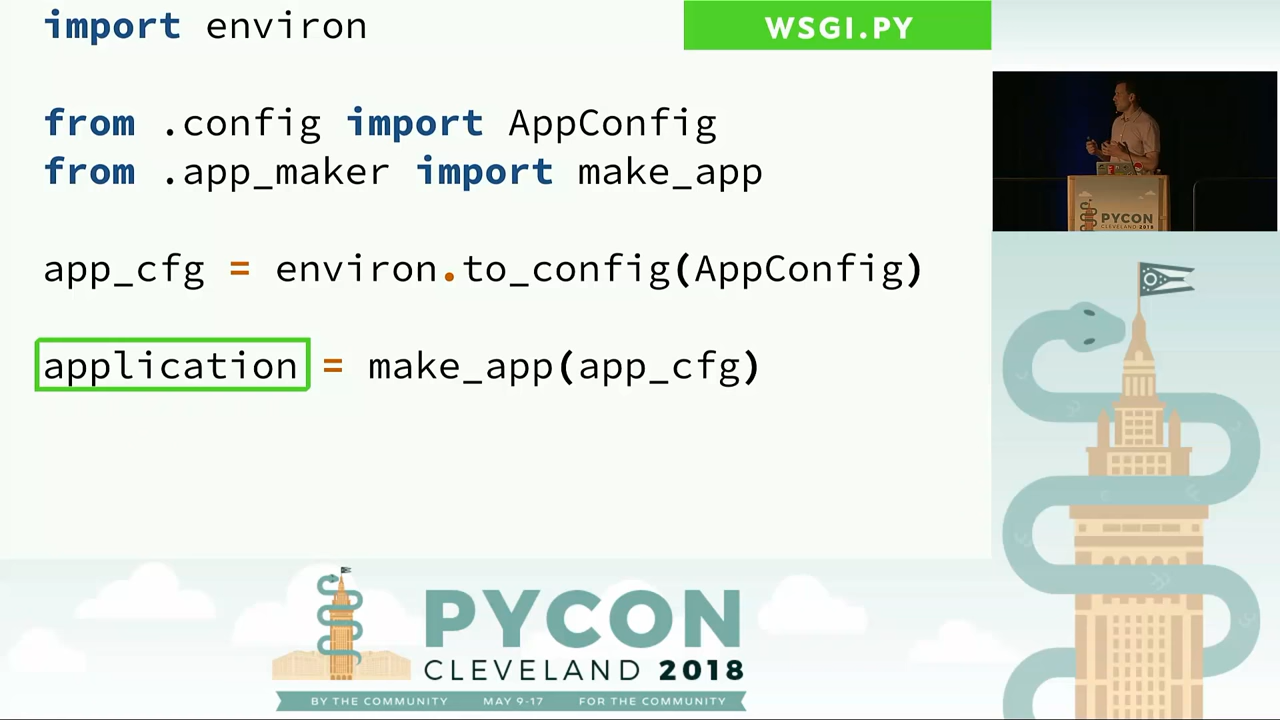 import environ
WSGI.PY
from .config import AppConfig
from .app_maker import make_app
app_cfg = environ.to_config(AppConfig)
application = make_app(app_cfg)
PYCON
CLEVELAND 2018
PYCON
CLEVELAND 2018
BY THE COMMUNITY MAY 9-17 FOR THE COMMUNITY